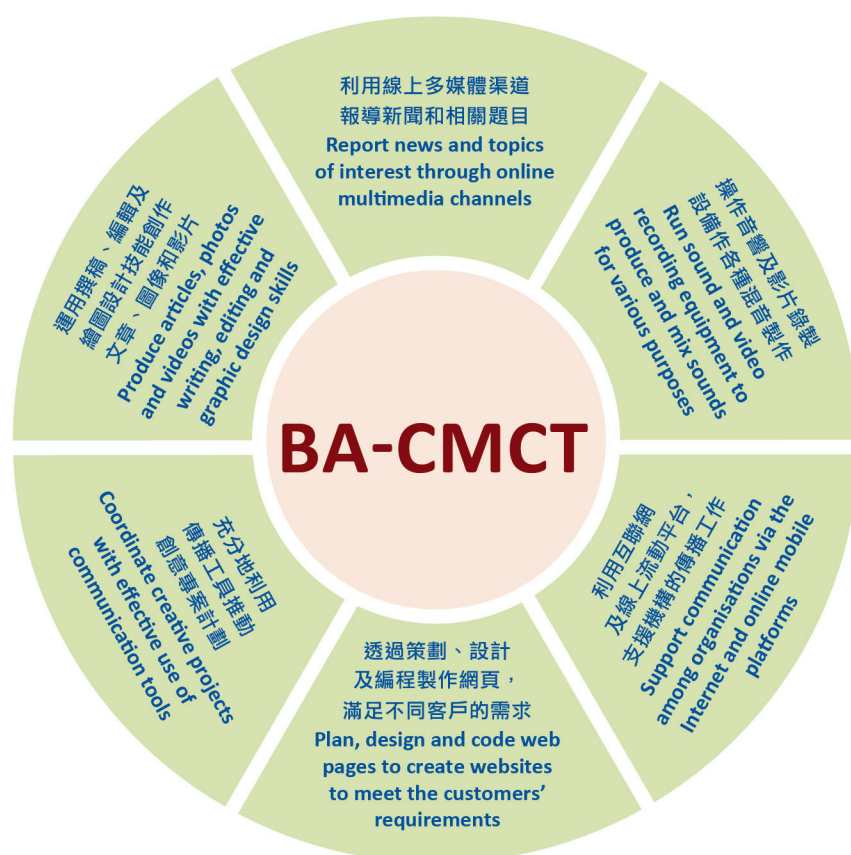 利用線上多媒體渠道
報導新聞和相關題目
Report news and topics
of interest through online
multimedia channels
操作音響及影片錄製
設備作各種混音製作
Run sound and video
recording equipment to
produce and mix sounds
for various purposes
利用互聯網
及線上流動平台，
支援機構的傳播工作
Support communication
among organisations via the
Internet and online mobile
platforms
透過策劃、設計
及編程製作網頁，
滿足不同客戶的需求
Plan, design and code web
pages to create websites
to meet the customers’
requirements
充分地利用
傳播工具推動
創意專案計劃
Coordinate creative projects
with effective use of
communication tools
運用撰稿、編輯及
繪圖設計技能創作
文章、圖像和影片
Produce articles, photos
and videos with effective
writing, editing and
graphic design skills
BA-CMCT